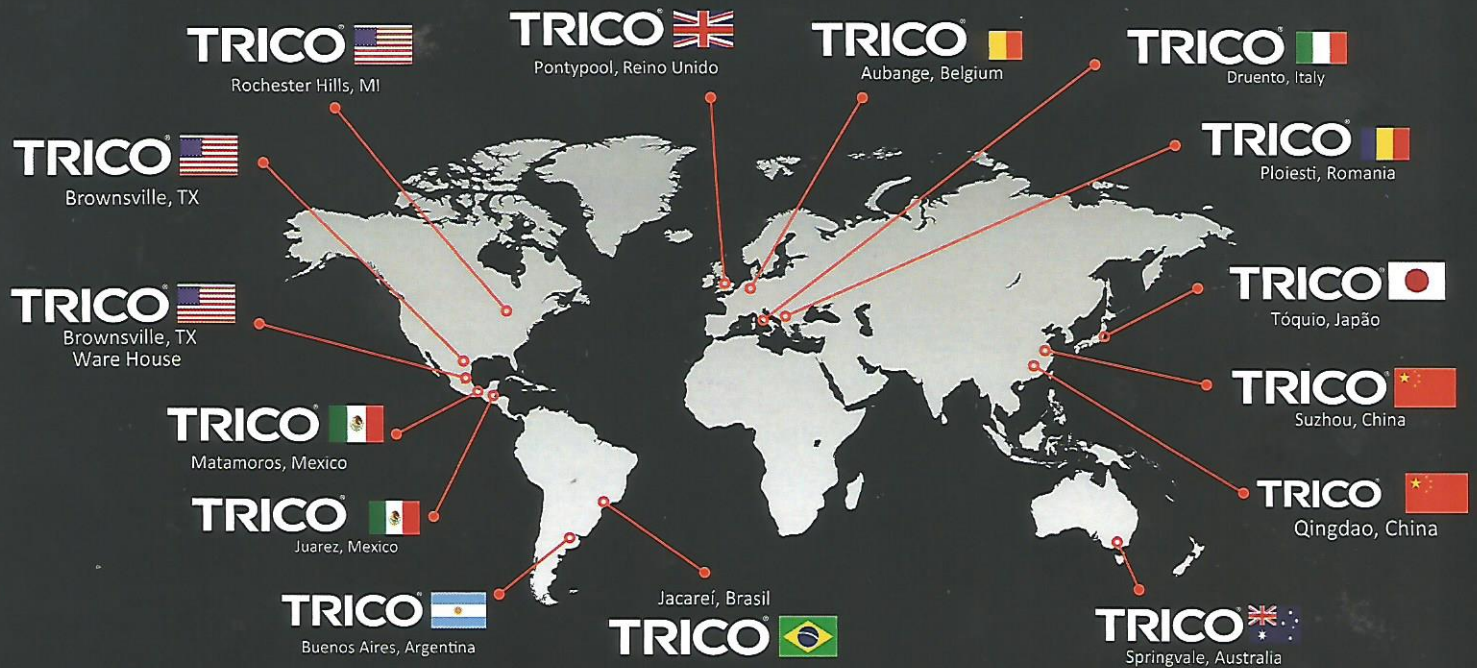 TRICO
Rochester Hills, MI
TRICO
Pontypool, Reino Unido
TRICO
Aubange, Belgium
TRICO
Druento, Italy
TRICO
Brownsville, TX
TRICO
Ploiesti, Romania
TRICO
Brownsville, TX
Ware House
TRICO
Tóquio, Japão
TRICO
Matamoros, Mexico
TRICO
Suzhou, China
TRICO
Juarez, Mexico
TRICO
Qingdao, China
TRICO
Buenos Aires, Argentina
Jacareí, Brasil
TRICO
TRICO
Springvale, Australia